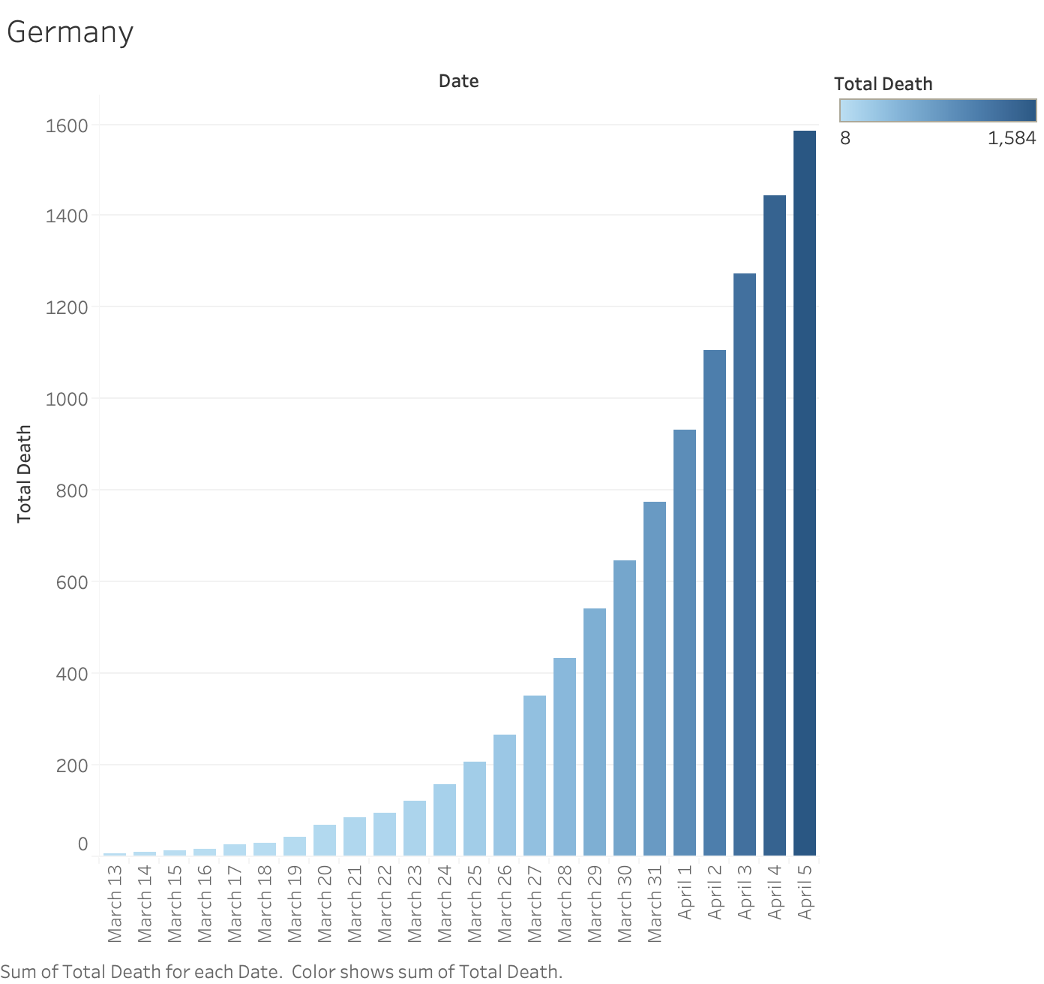 Germany
Date
Total Death
8 1,584
1600
1400
1200
1000
800
600
400
200
0
Total Death
March 13
March 14
March 15
March 16
March 17
March 18
March 19
March 20
March 21
March 22
March 23
March 24
March 25
March 26
March 27
March 28
March 29
March 30
March 31
April 1
April 2
April 3
April 4
April 5
Sum of Total Death for each Date. Color shows sum of Total Death.